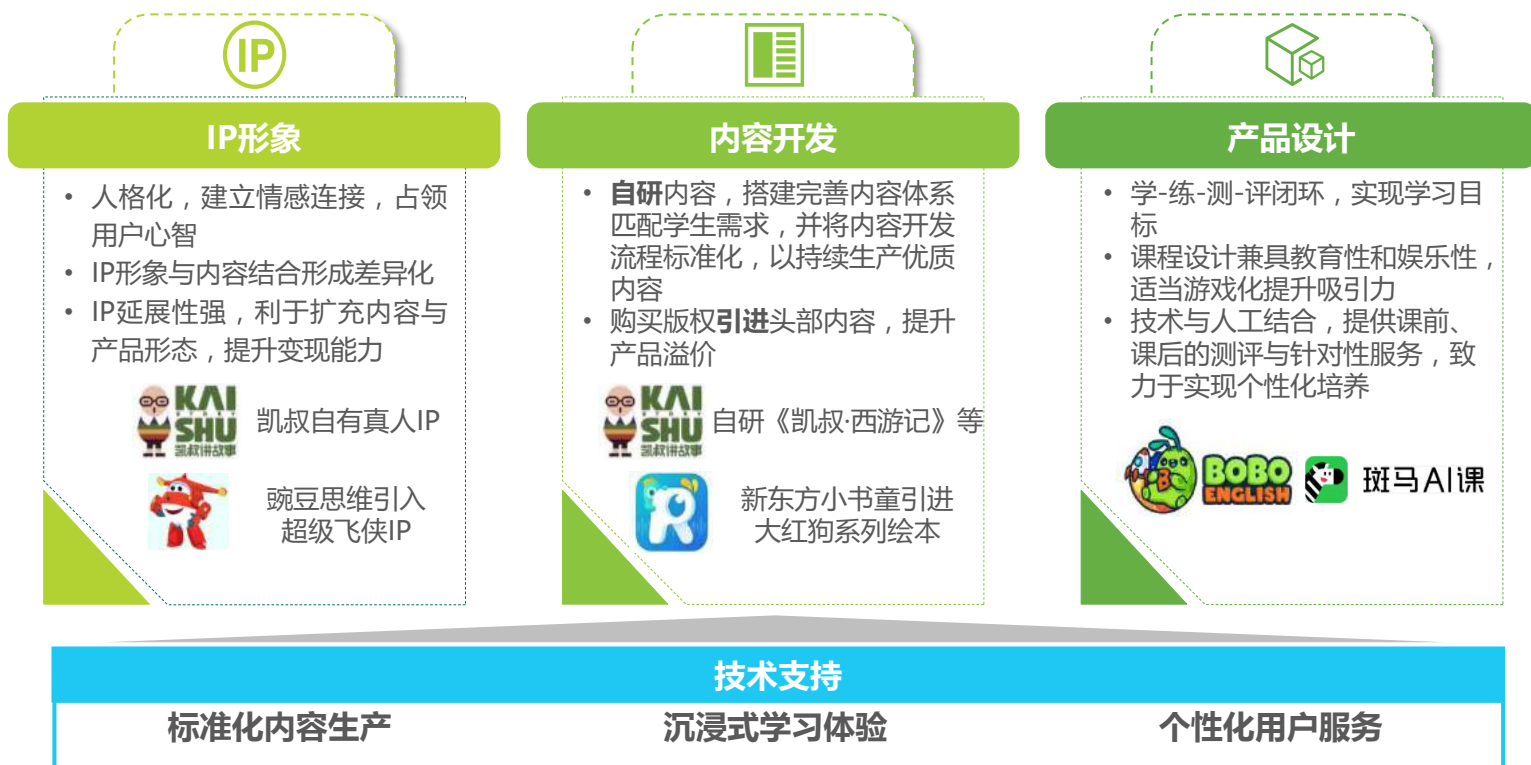 IP
IP形象
• 人格化，建立情感连接，占领
用户心智
• IP形象与内容结合形成差异化
• IP延展性强，利于扩充内容与
产品形态，提升变现能力
KAI
STORY
SHU
凯叔讲故事
凯叔自有真人IP
豌豆思维引入
超级飞侠IP
内容开发
• 自研内容，搭建完善内容体系
匹配学生需求，并将内容开发
流程标准化，以持续生产优质
内容
• 购买版权引进头部内容，提升
产品溢价
KAI
STORY
SHU
凯叔讲故事
自研《凯叔·西游记》等
R
新东方小书童引进
大红狗系列绘本
产品设计
• 学-练-测-评闭环，实现学习目
标
• 课程设计兼具教育性和娱乐性，
适当游戏化提升吸引力
• 技术与人工结合，提供课前、
课后的测评与针对性服务，致
力于实现个性化培养
B
BOBO
ENGLISH
斑马AI课
技术支持
标准化内容生产
沉浸式学习体验
个性化用户服务